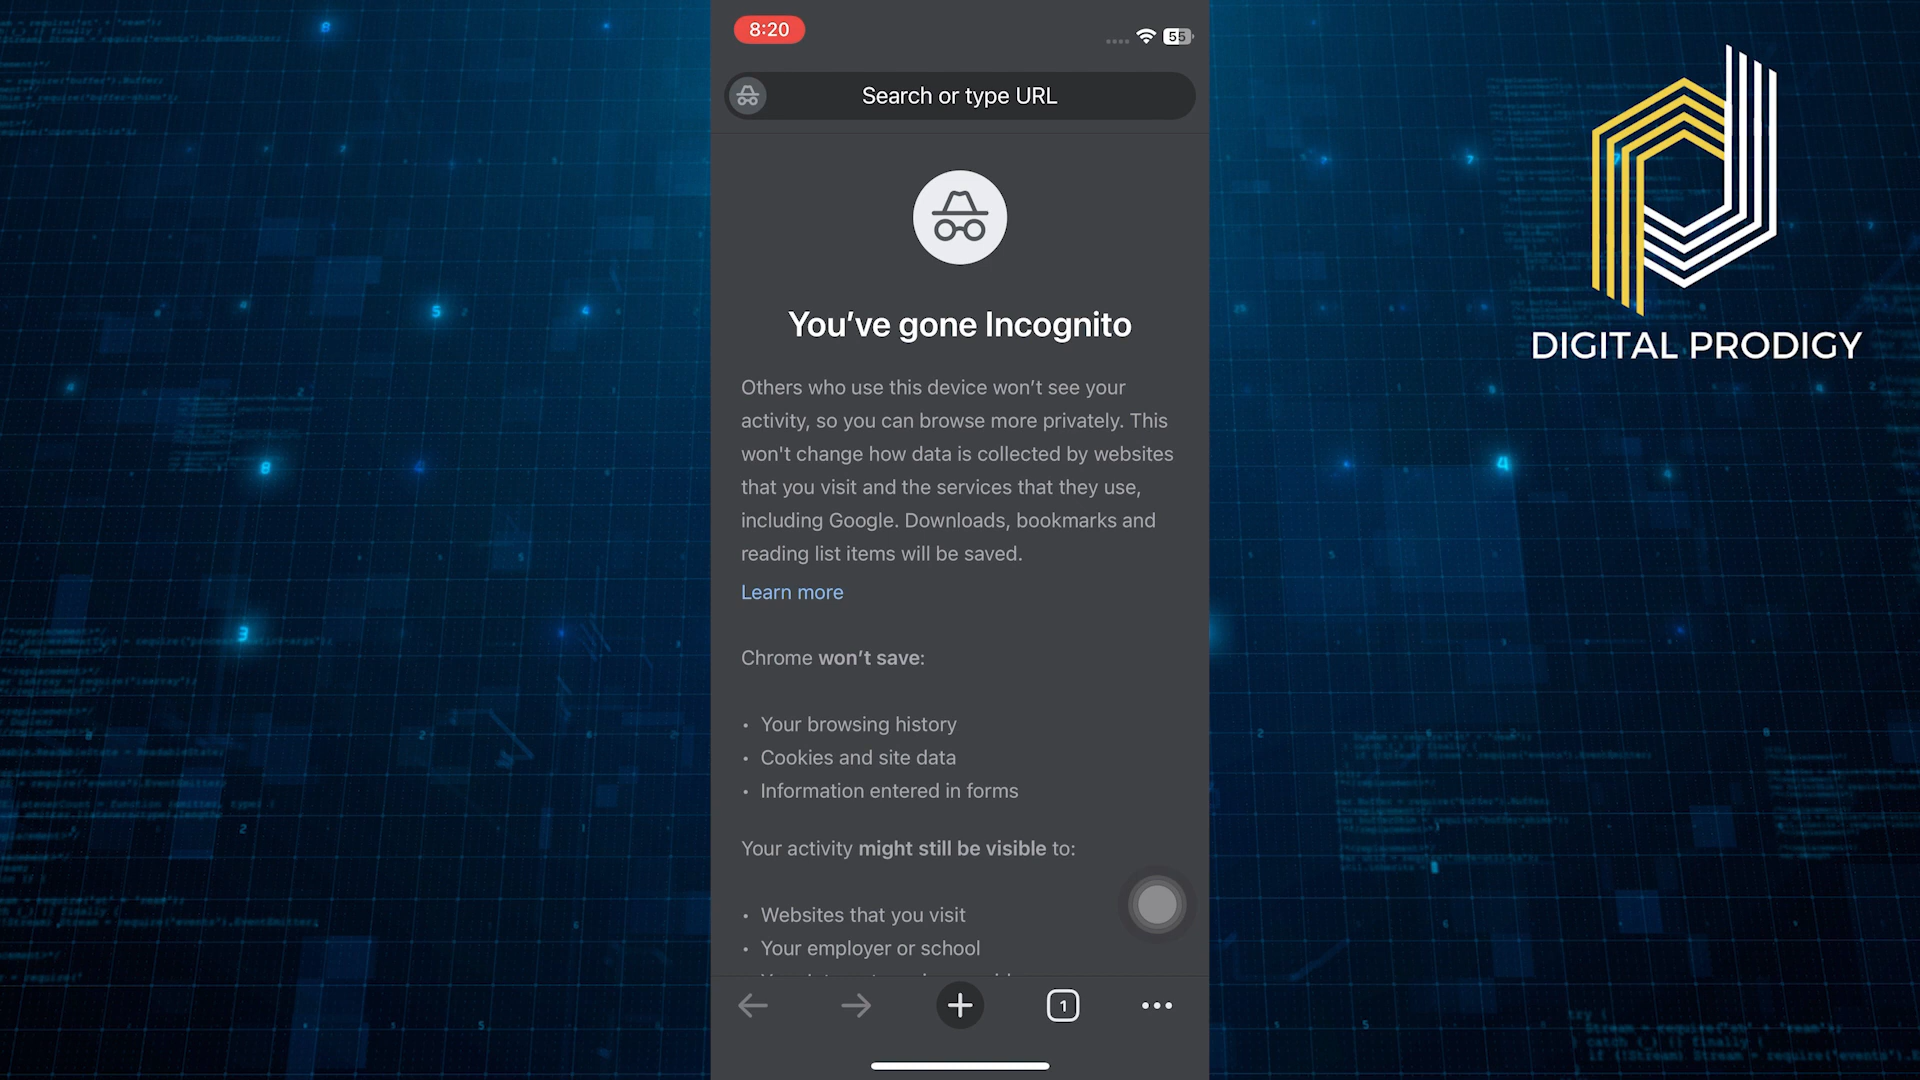 8:20
55
Search or type URL
You've gone Incognito
Others who use this device won't see your
activity, so you can browse more privately. This
won't change how data is collected by websites
that you visit and the services that they use,
including Google. Downloads, bookmarks and
reading list items will be saved.
Learn more
Chrome won't save:
• Your browsing history
• Cookies and site data
• Information entered in forms
Your activity might still be visible to:
• Websites that you visit
• Your employer or school
1
DIGITAL PRODIGY